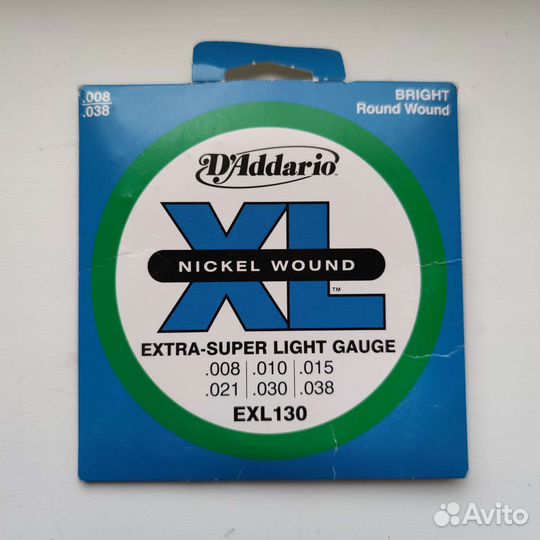 .008
.038
BRIGHT
Round Wound
D'Addario
XL
NICKEL WOUND
TM
EXTRA-SUPER LIGHT GAUGE
.008 .010 .015
.021 .030 .038
EXL130
Avito